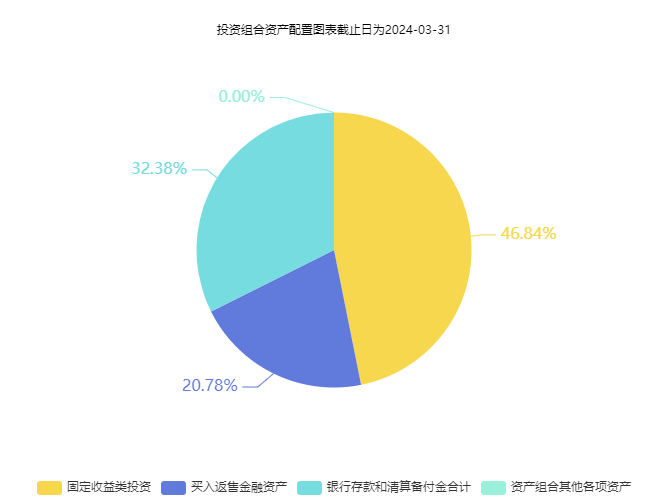 投资组合资产配置图表截止日为2024-03-31
0.00%
32.38%
46.84%
20.78%
固定收益类投资 买入返售金融资产 银行存款和清算备付金合计 资产组合其他各项资产